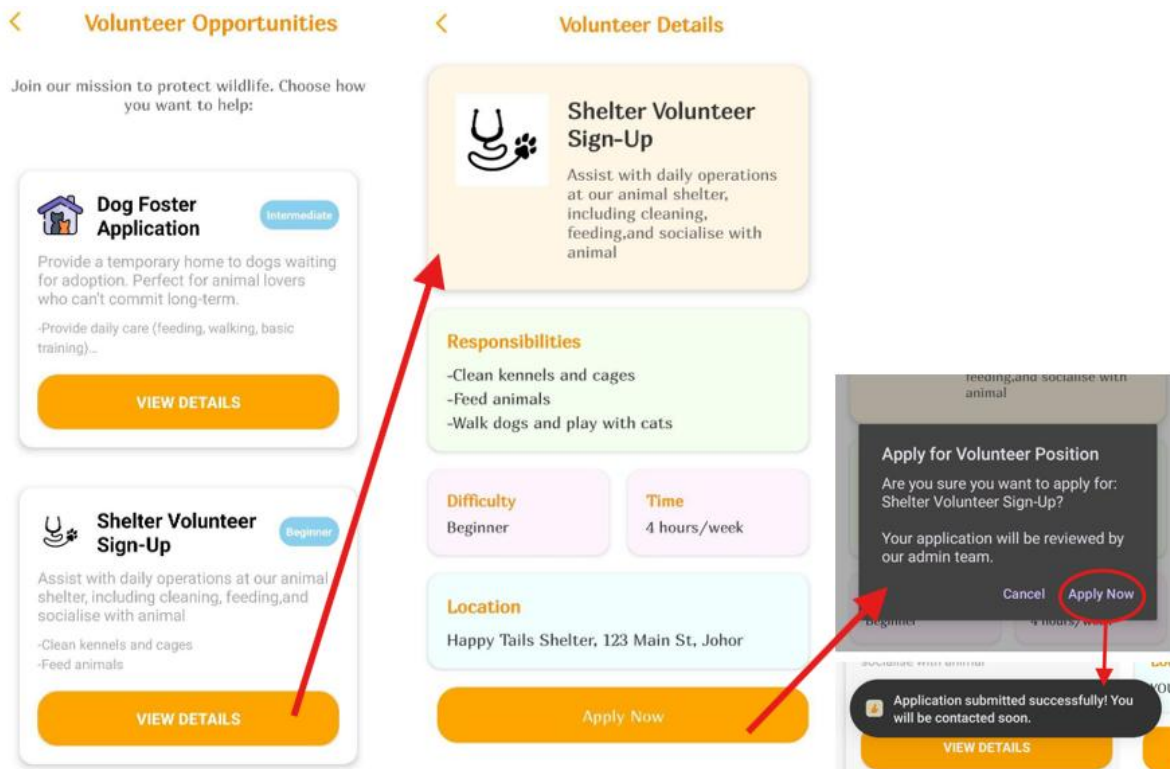 Volunteer Opportunities
Join our mission to protect wildlife. Choose how
you want to help:
Dog Foster
Application
Intermediate
Provide a temporary home to dogs waiting
for adoption. Perfect for animal lovers
who can't commit long-term.
-Provide daily care (feeding, walking, basic
training)...
VIEW DETAILS
Shelter Volunteer
Sign-Up
Beginner
Assist with daily operations at our animal
shelter, including cleaning, feeding,and
socialise with animal
-Clean kennels and cages
-Feed animals
VIEW DETAILS
Volunteer Details
Shelter Volunteer
Sign-Up
Assist with daily operations
at our animal shelter,
including cleaning,
feeding,and socialise with
animal
Responsibilities
-Clean kennels and cages
-Feed animals
-Walk dogs and play with cats
Difficulty
Beginner
Time
4 hours/week
Location
Happy Tails Shelter, 123 Main St, Johor
Apply Now
feeding,and socialise with
animal
Apply for Volunteer Position
Are you sure you want to apply for:
Shelter Volunteer Sign-Up?
Your application will be reviewed by
our admin team.
Cancel
Apply Now
Beginner
4 hours/week
socialise with animal
Application submitted successfully! You
will be contacted soon.
VIEW DETAILS